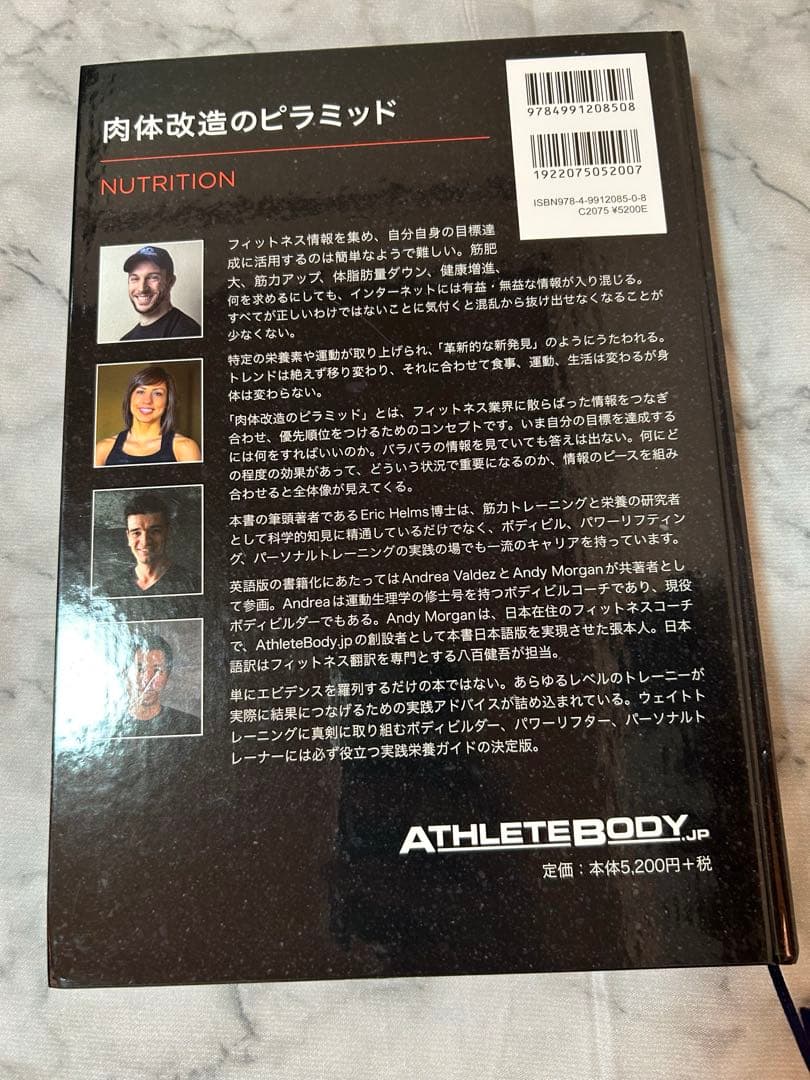 9784991208508
1922075052007
ISBN978-4-9912085-0-8
C2075 ¥5200E
肉体改造のピラミッド
NUTRITION
フィットネス情報を集め、自分自身の目標達
成に活用するのは簡単なようで難しい。筋肥
大、筋力アップ、体脂肪量ダウン、健康増進、
何を求めるにしても、インターネットには有益・無益な情報が入り混じる。
すべてが正しいわけではないことに気付くと混乱から抜け出せなくなることが
少なくない。
特定の栄養素や運動が取り上げられ、「革新的な新発見」のようにうたわれる。
トレンドは絶えず移り変わり、それに合わせて食事、運動、生活は変わるが身
体は変わらない。
「肉体改造のピラミッド」とは、フィットネス業界に散らばった情報をつなぎ
合わせ、優先順位をつけるためのコンセプトです。いま自分の目標を達成する
には何をすればいいのか。バラバラの情報を見ていても答えは出ない。何にど
の程度の効果があって、どういう状況で重要になるのか、情報のピースを組み
合わせると全体像が見えてくる。
本書の筆頭著者であるEric Helms博士は、筋力トレーニングと栄養の研究者
として科学的知見に精通しているだけでなく、ボディビル、パワーリフティン
グ、パーソナルトレーニングの実践の場でも一流のキャリアを持っています。
英語版の書籍化にあたってはAndrea ValdezとAndy Morganが共著者とし
て参画。Andreaは運動生理学の修士号を持つボディビルコーチであり、現役
ボディビルダーでもある。Andy Morganは、日本在住のフィットネスコーチ
で、AthleteBody.jpの創設者として本書日本語版を実現させた張本人。日本
語訳はフィットネス翻訳を専門とする八百健吾が担当。
単にエビデンスを羅列するだけの本ではない。あらゆるレベルのトレーニーが
実際に結果につなげるための実践アドバイスが詰め込まれている。ウェイトト
レーニングに真剣に取り組むボディビルダー、パワーリフター、パーソナルト
レーナーには必ず役立つ実践栄養ガイドの決定版。
ATHLETEBODY.JP
定価：本体5,200円＋税